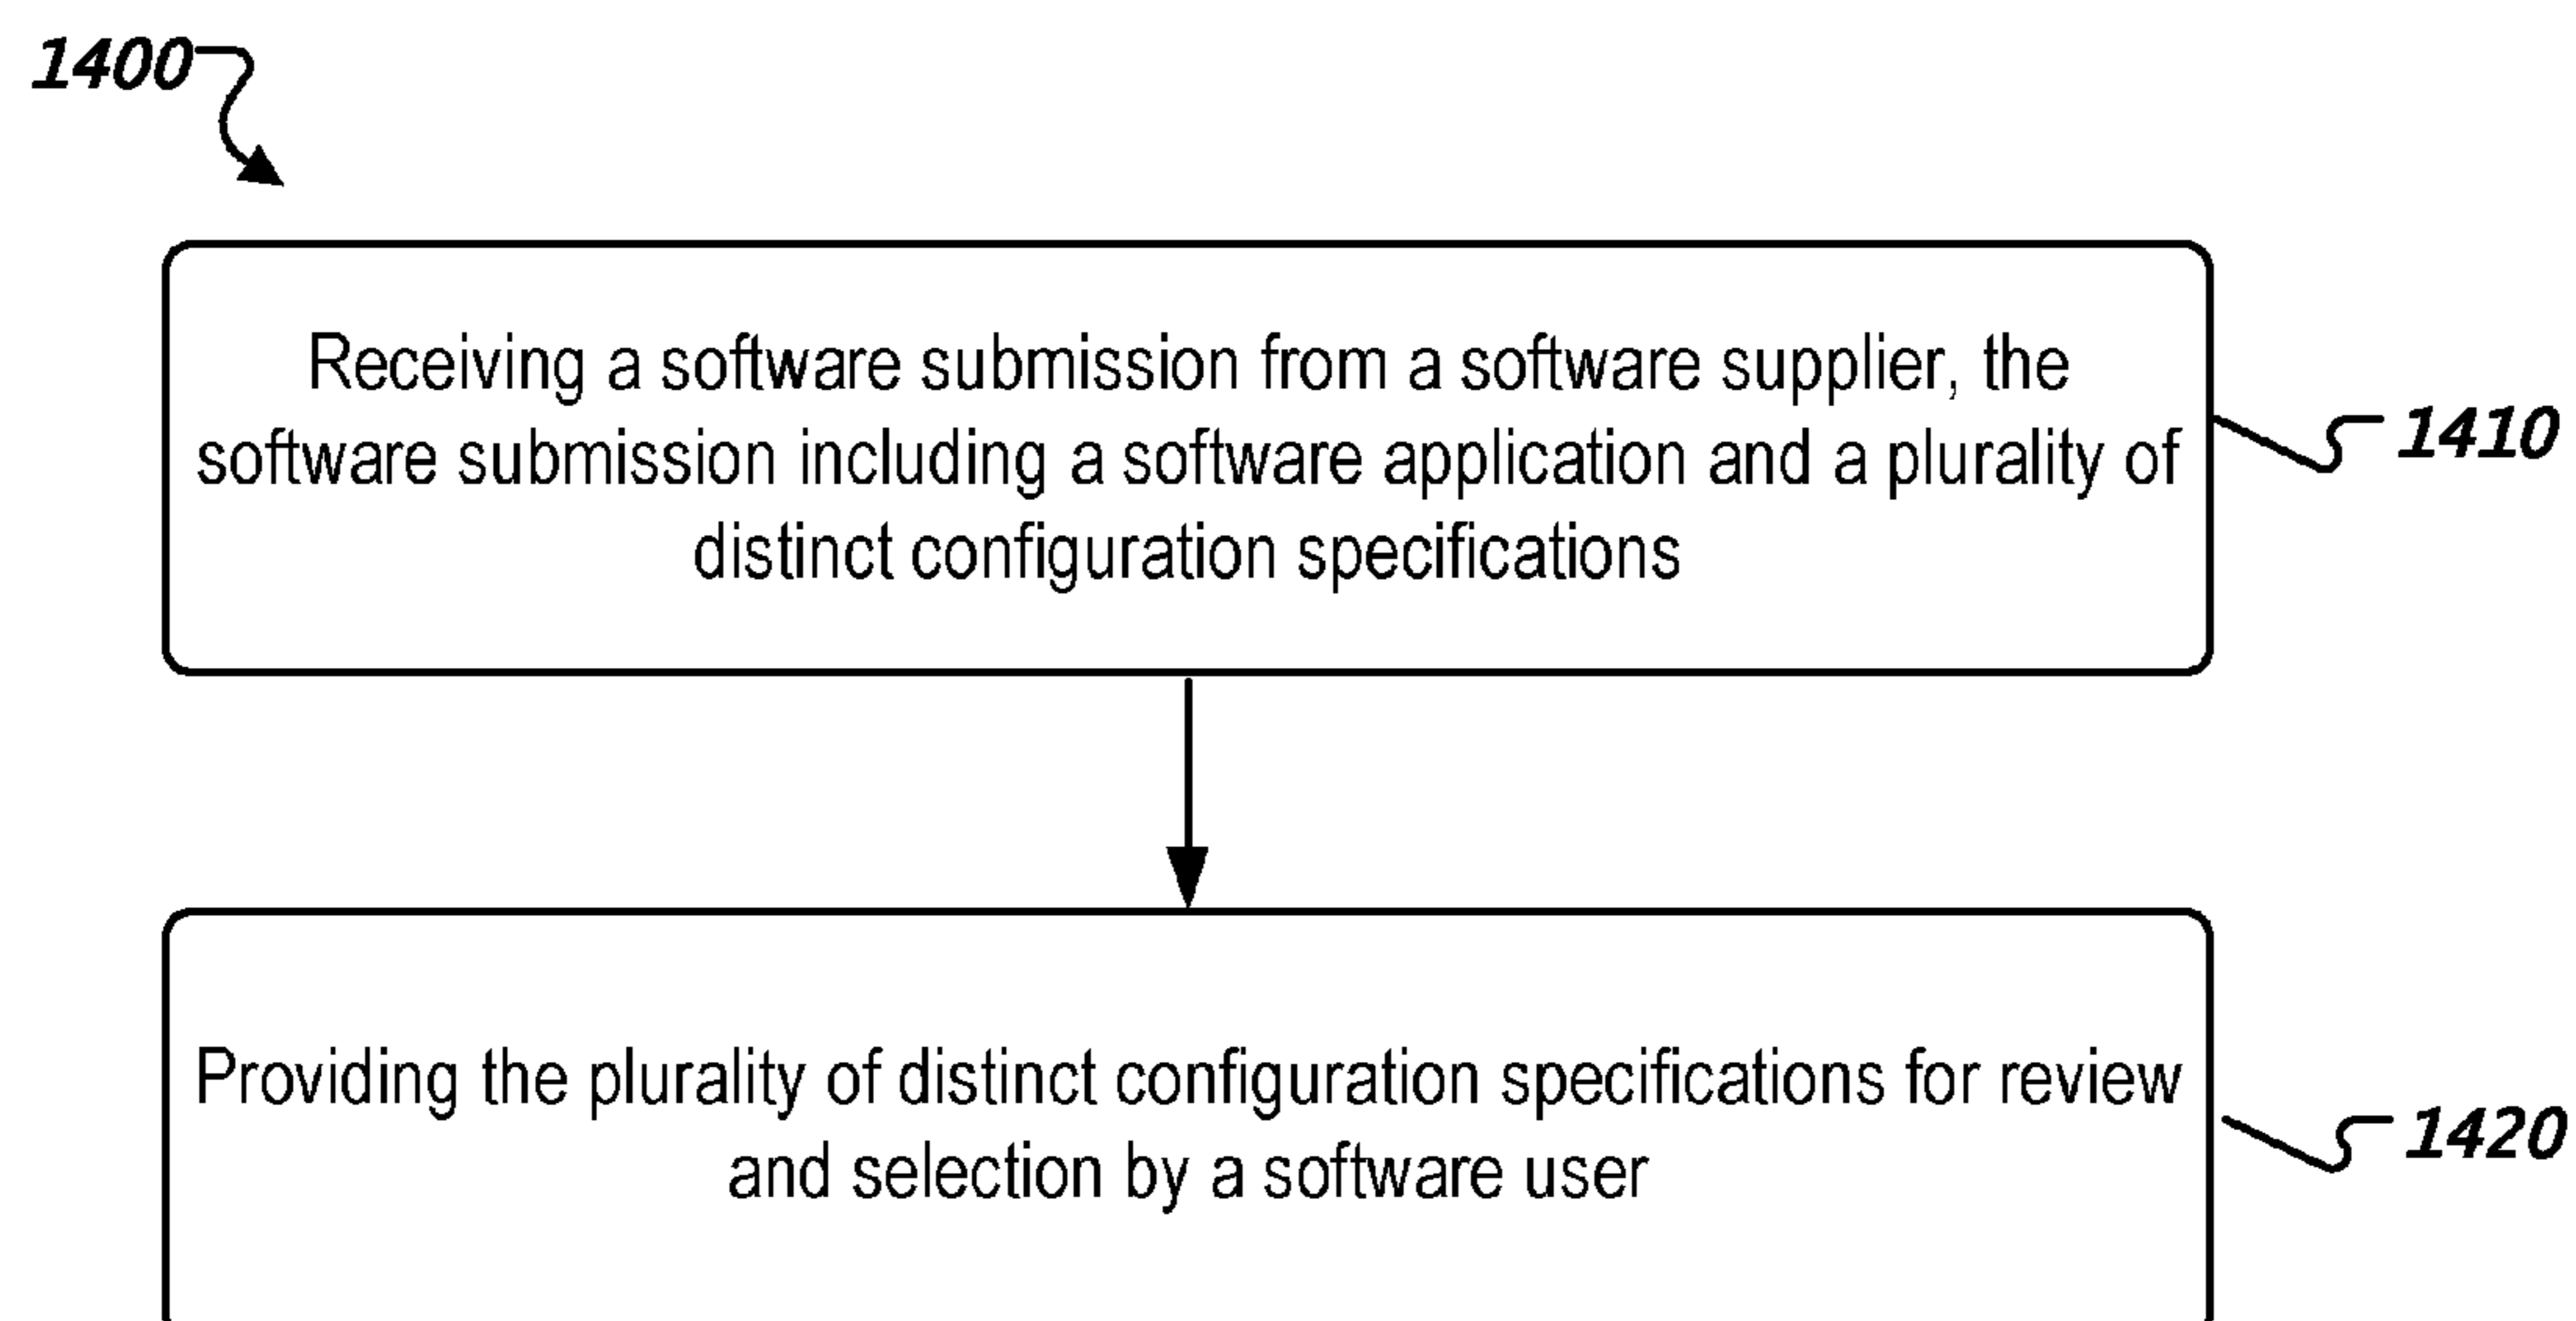 1400
Receiving a software submission from a software supplier, the
software submission including a software application and a plurality of
distinct configuration specifications
1410
Providing the plurality of distinct configuration specifications for review
and selection by a software user
1420